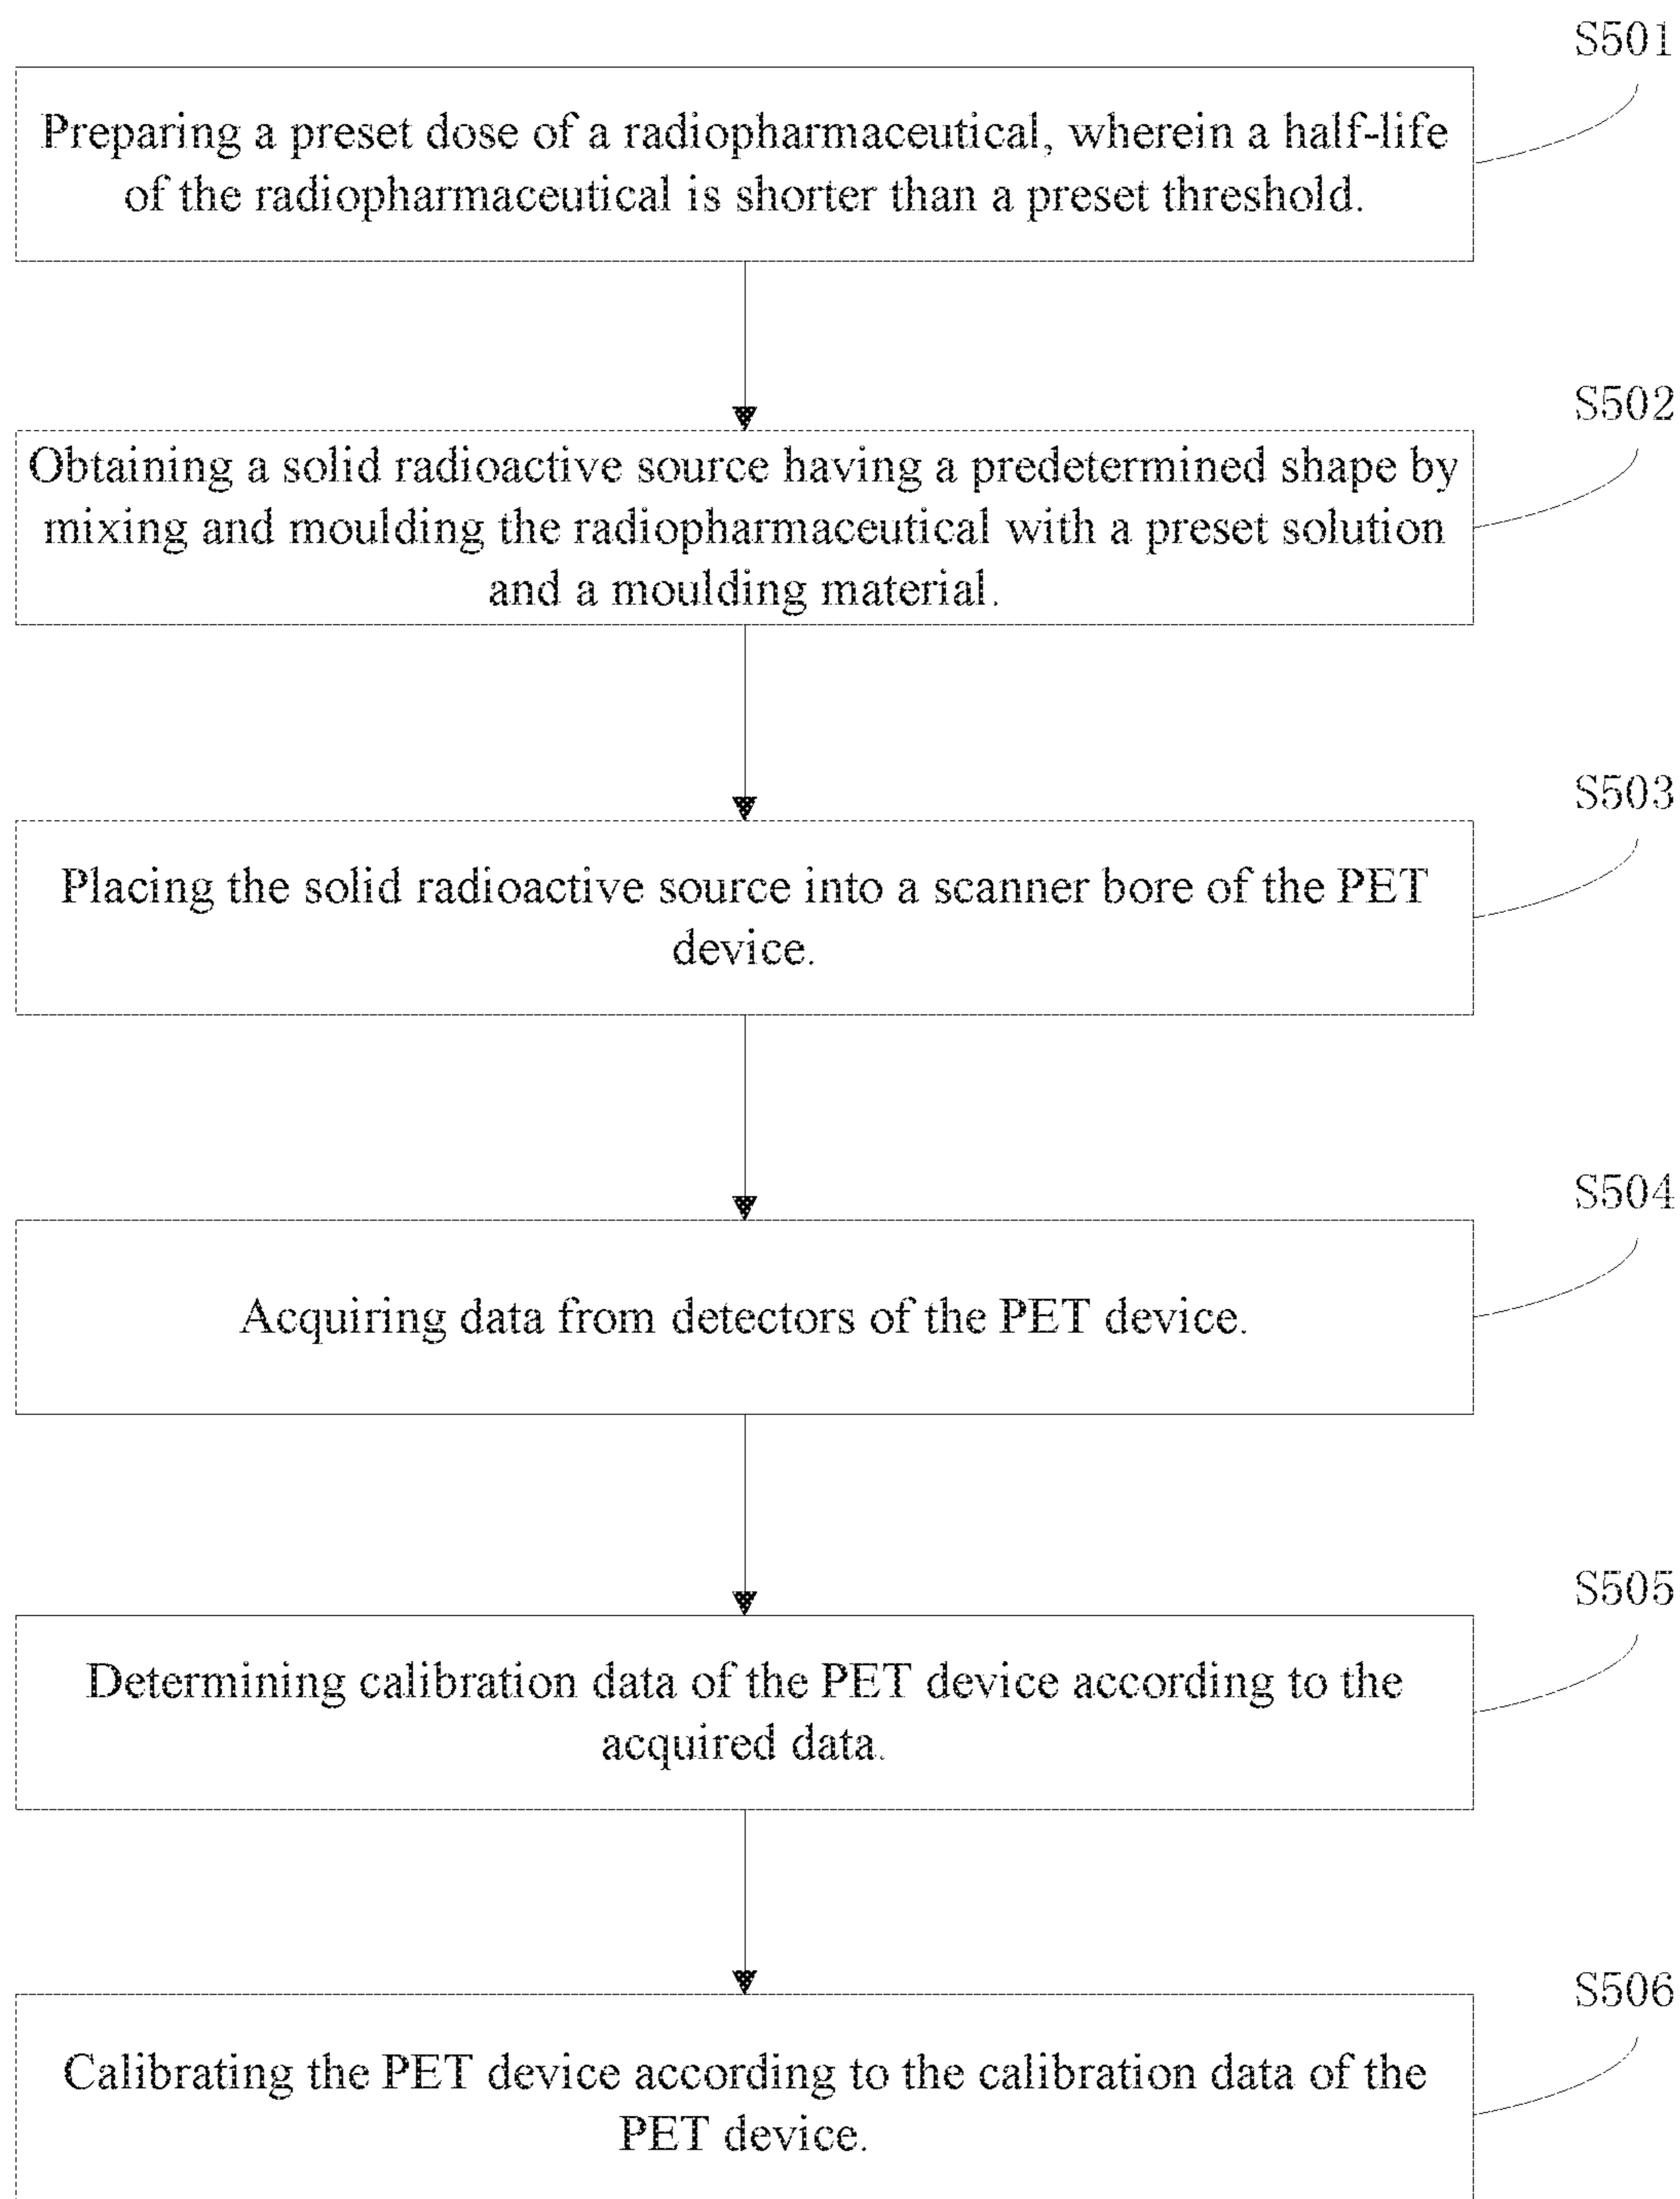 S501
Preparing a preset dose of a radiopharmaceutical, wherein a half-life
of the radiopharmaceutical is shorter than a preset threshold.
S502
Obtaining a solid radioactive source having a predetermined shape by
mixing and moulding the radiopharmaceutical with a preset solution
and a moulding material.
S503
Placing the solid radioactive source into a scanner bore of the PET
device.
S504
Acquiring data from detectors of the PET device.
S505
Determining calibration data of the PET device according to the
acquired data.
S506
Calibrating the PET device according to the calibration data of the
PET device.